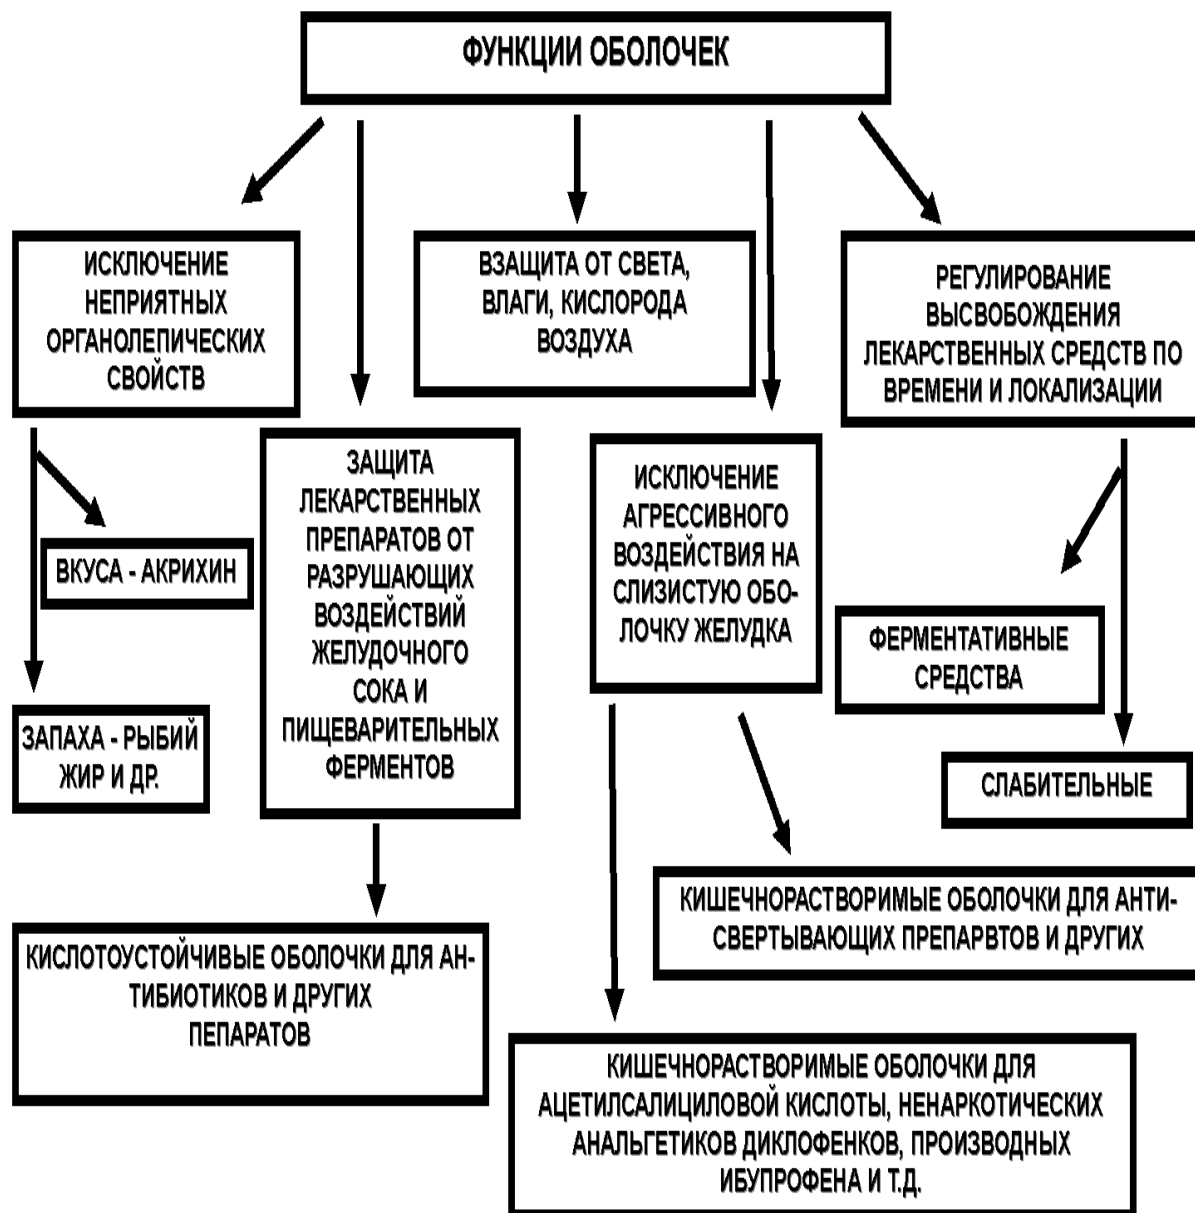 ФУНКЦИИ ОБОЛОЧЕК
ИСКЛЮЧЕНИЕ
НЕПРИЯТНЫХ
ОРГАНОЛЕПИЧЕСКИХ
СВОЙСТВ
ВЗАЩИТА ОТ СВЕТА,
ВЛАГИ, КИСЛОРОДА
ВОЗДУХА
РЕГУЛИРОВАНИЕ
ВЫСВОБОЖДЕНИЯ
ЛЕКАРСТВЕННЫХ СРЕДСТВ ПО
ВРЕМЕНИ И ЛОКАЛИЗАЦИИ
ЗАЩИТА
ЛЕКАРСТВЕННЫХ
ПРЕПАРАТОВ ОТ
РАЗРУШАЮЩИХ
ВОЗДЕЙСТВИЙ
ЖЕЛУДОЧНОГО
СОКА И
ПИЩЕВАРИТЕЛЬНЫХ
ФЕРМЕНТОВ
ИСКЛЮЧЕНИЕ
АГРЕССИВНОГО
ВОЗДЕЙСТВИЯ НА
СЛИЗИСТУЮ ОБО-
ЛОЧКУ ЖЕЛУДКА
ВКУСА - АКРИХИН
ЗАПАХА - РЫБИЙ
ЖИР И ДР.
ФЕРМЕНТАТИВНЫЕ
СРЕДСТВА
СЛАБИТЕЛЬНЫЕ
КИШЕЧНОРАСТВОРИМЫЕ ОБОЛОЧКИ ДЛЯ АНТИ-
СВЕРТЫВАЮЩИХ ПРЕПАРВТОВ И ДРУГИХ
КИСЛОТОУСТОЙЧИВЫЕ ОБОЛОЧКИ ДЛЯ АН-
ТИБИОТИКОВ И ДРУГИХ
ПЕПАРАТОВ
КИШЕЧНОРАСТВОРИМЫЕ ОБОЛОЧКИ ДЛЯ
АЦЕТИЛСАЛИЦИЛОВОЙ КИСЛОТЫ, НЕНАРКОТИЧЕСКИХ
АНАЛЬГЕТИКОВ ДИКЛОФЕНКОВ, ПРОИЗВОДНЫХ
ИБУПРОФЕНА И Т.Д.